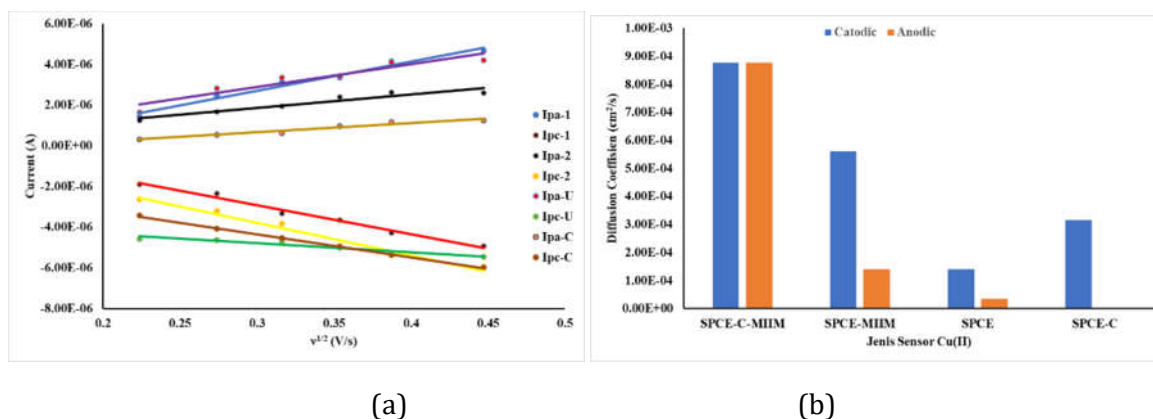 6.00E-06
4.00E-06
2.00E-06
0.00E+00
-2.00E-06
-4.00E-06
-6.00E-06
-8.00E-06
Current (A)
0.2 0.25 0.3 0.35 0.4 0.45 0.5
v1/2 (V/s)
Ipa-1
Ipc-1
Ipa-2
Ipc-2
Ipa-U
Ipc-U
Ipa-C
Ipc-C
(a)
Catodic Anodic
1.00E-03
9.00E-04
8.00E-04
7.00E-04
6.00E-04
5.00E-04
4.00E-04
3.00E-04
2.00E-04
1.00E-04
0.00E+00
Diffusion Coeffisien (cm²/s)
SPCE-C-MIIM SPCE-MIIM SPCE SPCE-C
Jenis Sensor Cu(II)
(b)